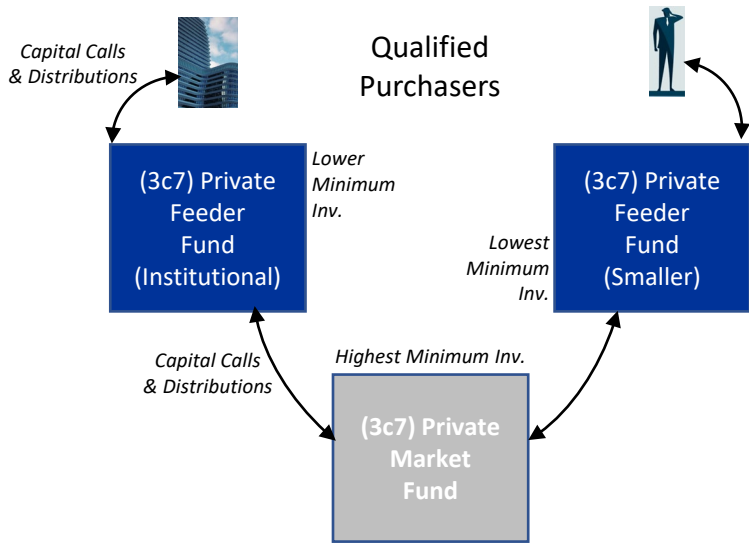 Capital Calls
& Distributions
Qualified
Purchasers
(3c7) Private
Feeder
Fund
(Institutional)
Lower
Minimum
Inv.
Lowest
Minimum
Inv.
(3c7) Private
Feeder
Fund
(Smaller)
Capital Calls
& Distributions
Highest Minimum Inv.
(3c7) Private
Market
Fund